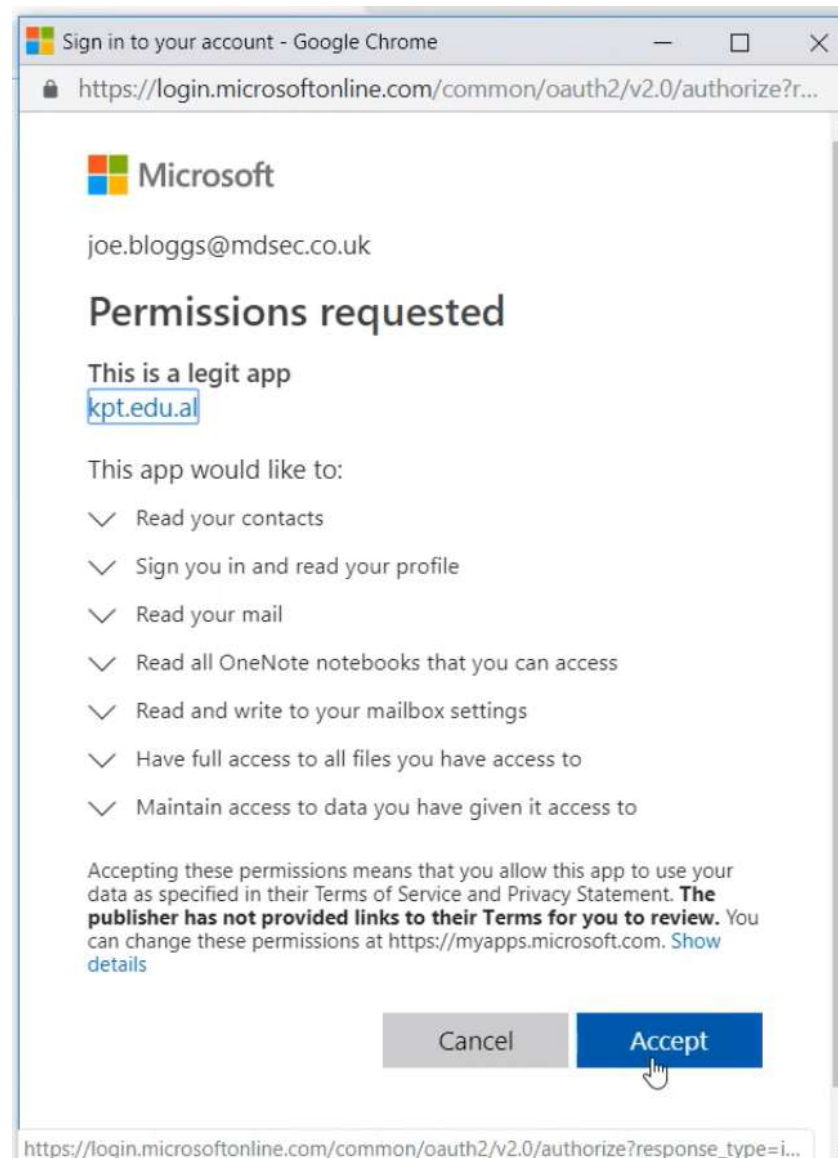 Sign in to your account - Google Chrome
https://login.microsoftonline.com/common/oauth2/v2.0/authorize?r...
Microsoft
joe.bloggs@mdsec.co.uk
Permissions requested
This is a legit app
kpt.edu.al
This app would like to:
Read your contacts
Sign you in and read your profile
Read your mail
Read all OneNote notebooks that you can access
Read and write to your mailbox settings
Have full access to all files you have access to
Maintain access to data you have given it access to
Accepting these permissions means that you allow this app to use your
data as specified in their Terms of Service and Privacy Statement. The
publisher has not provided links to their Terms for you to review. You
can change these permissions at https://myapps.microsoft.com. Show
details
Cancel Accept
https://login.microsoftonline.com/common/oauth2/v2.0/authorize?response_type=i...